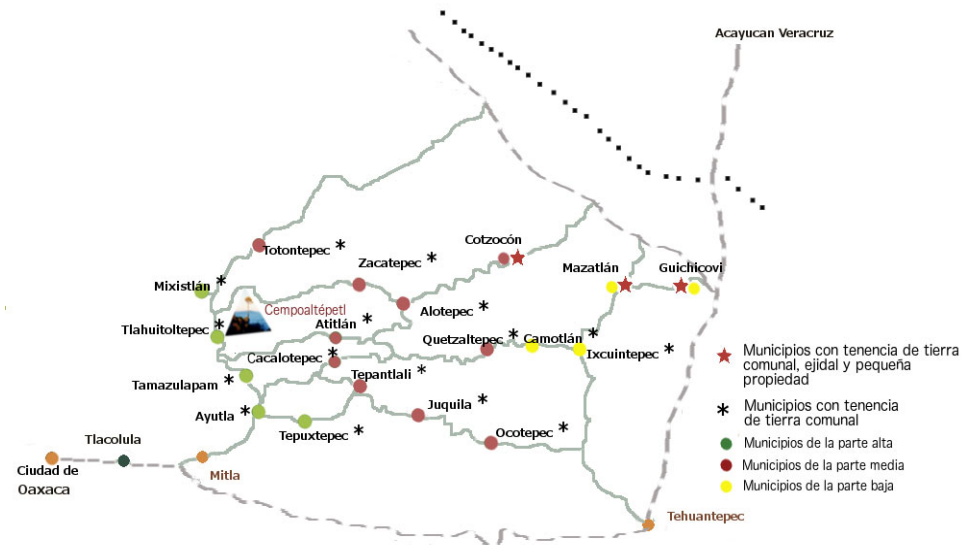 Acayucan Veracruz
Totontepec *
Cotzocón
Zacatepec *
Mazatlán
Guichicovi
Mixistlán *
Cempoaltépetl
Alotepec *
Tlahuitoltepec *
Atitlán *
Quetzaltepec *
Camotlán *
Ixcuintepec *
Cacalotepec *
Tepantlali *
Tamazulapam *
Juquila *
Ayutla *
Tepuxtepec *
Ocotepec *
Tlacolula
Ciudad de
Oaxaca
Mitla
Tehuantepec
Municipios con tenencia de tierra
comunal, ejidal y pequeña
propiedad
* Municipios con tenencia
de tierra comunal
Municipios de la parte alta
Municipios de la parte media
Municipios de la parte baja